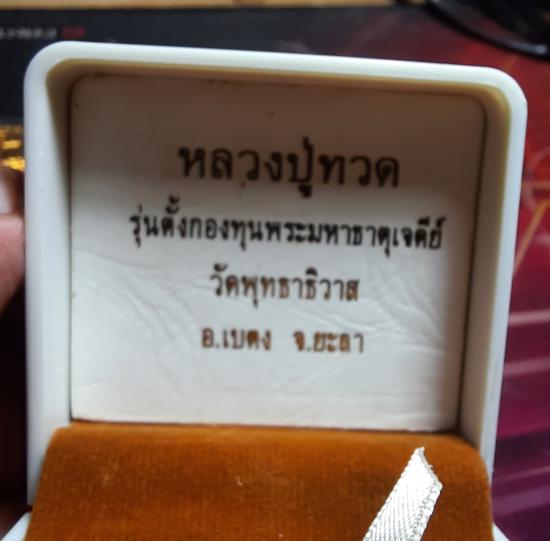 หลวงปู่ทวด
รุ่นตั้งกองทุนพระมหาธาตุเจดีย์
วัดพุทธาธิวาส
อ.เบตง จ.ยะลา